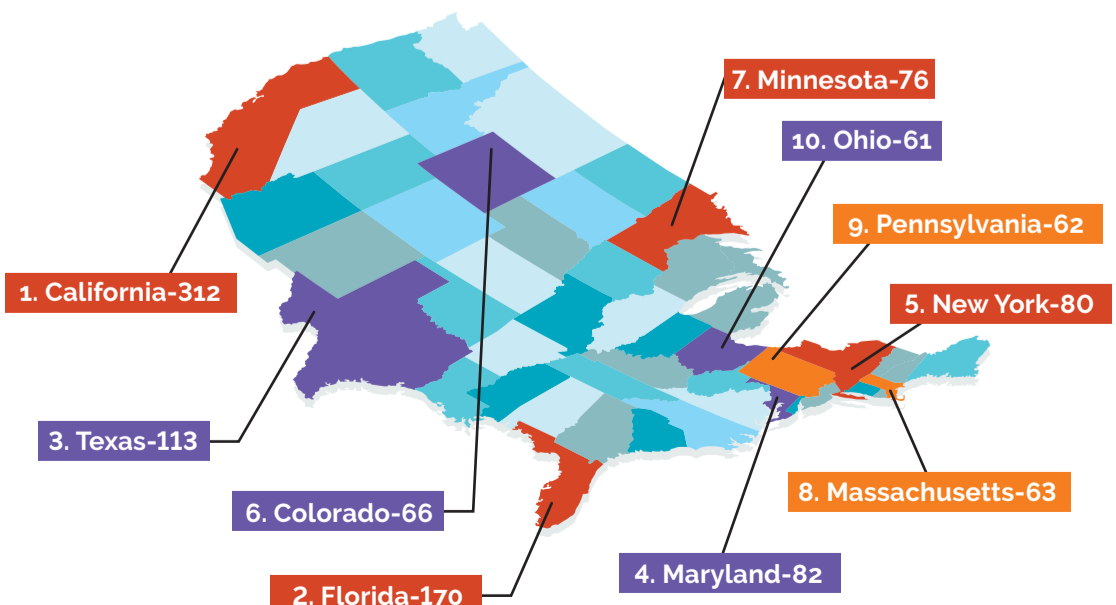 7. Minnesota-76
10. Ohio-61
9. Pennsylvania-62
1. California-312
5. New York-80
3. Texas-113
8. Massachusetts-63
6. Colorado-66
4. Maryland-82
2. Florida-170